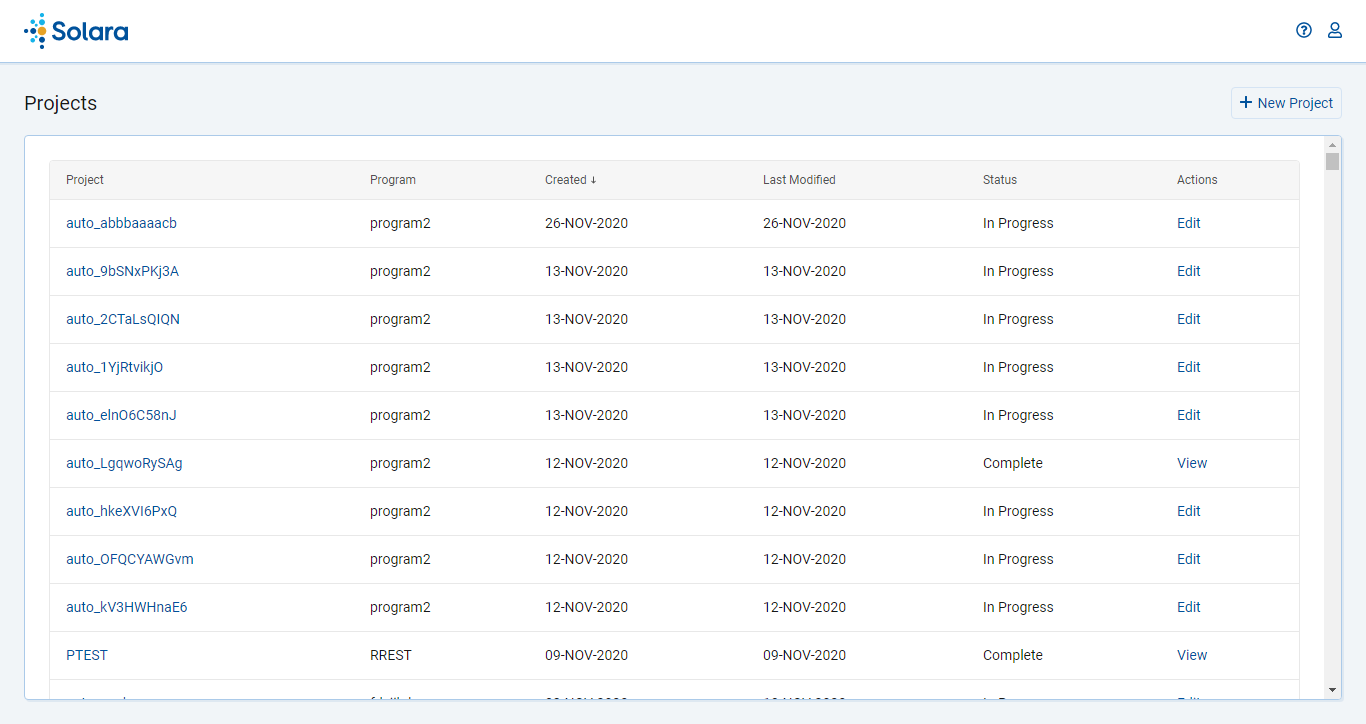 Solara
Projects
New Project
Project Program Created ↓ Last Modified Status Actions
auto_abbbaaaacb program2 26-NOV-2020 26-NOV-2020 In Progress Edit
auto_9bSNxPKj3A program2 13-NOV-2020 13-NOV-2020 In Progress Edit
auto_2CTaLsQIQN program2 13-NOV-2020 13-NOV-2020 In Progress Edit
auto_1YjRtvikjO program2 13-NOV-2020 13-NOV-2020 In Progress Edit
auto_elnO6C58nJ program2 13-NOV-2020 13-NOV-2020 In Progress Edit
auto_LgqwoRySAg program2 12-NOV-2020 12-NOV-2020 Complete View
auto_hkeXVI6PxQ program2 12-NOV-2020 12-NOV-2020 In Progress Edit
auto_OFQCYAWGvm program2 12-NOV-2020 12-NOV-2020 In Progress Edit
auto_kV3HWHnaE6 program2 12-NOV-2020 12-NOV-2020 In Progress Edit
PTEST RREST 09-NOV-2020 09-NOV-2020 Complete View